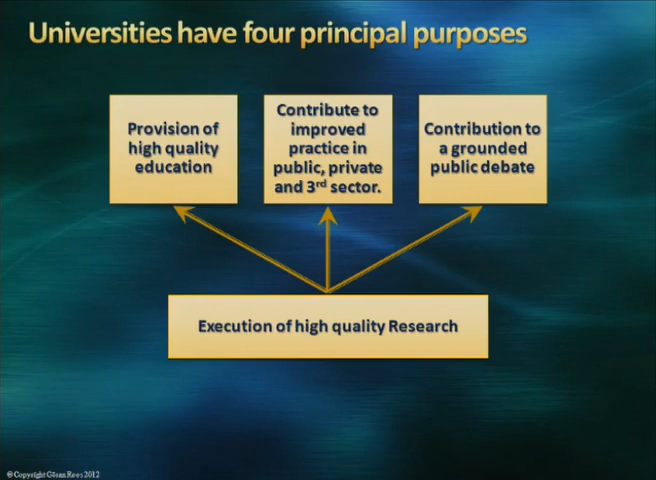 Universities have four principal purposes
Provision of
high quality
education
Contribute to
improved
practice in
public, private
and 3rd sector.
Contribution to
a grounded
public debate
Execution of high quality Research
©Copyright Göran Roos 2012